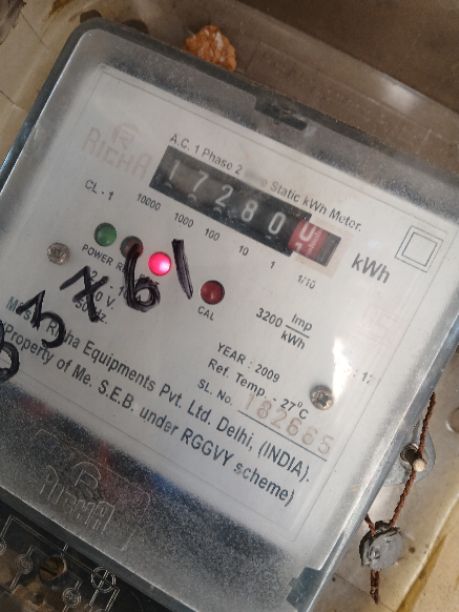 RICHA
A.C. 1 Phase 2 Static kWh Meter.
17280
kWh
CL - 1
10000 1000 100 10 1 1/10
POWER
CAL
3200 Imp/kWh
50Hz.
YEAR : 2009
Ref. Temp. - 27°C
SL. No. 182665
Equipments Pvt. Ltd. Delhi, (INDIA).
Property of Me. S.E.B. under RGGVY scheme)
RICHA